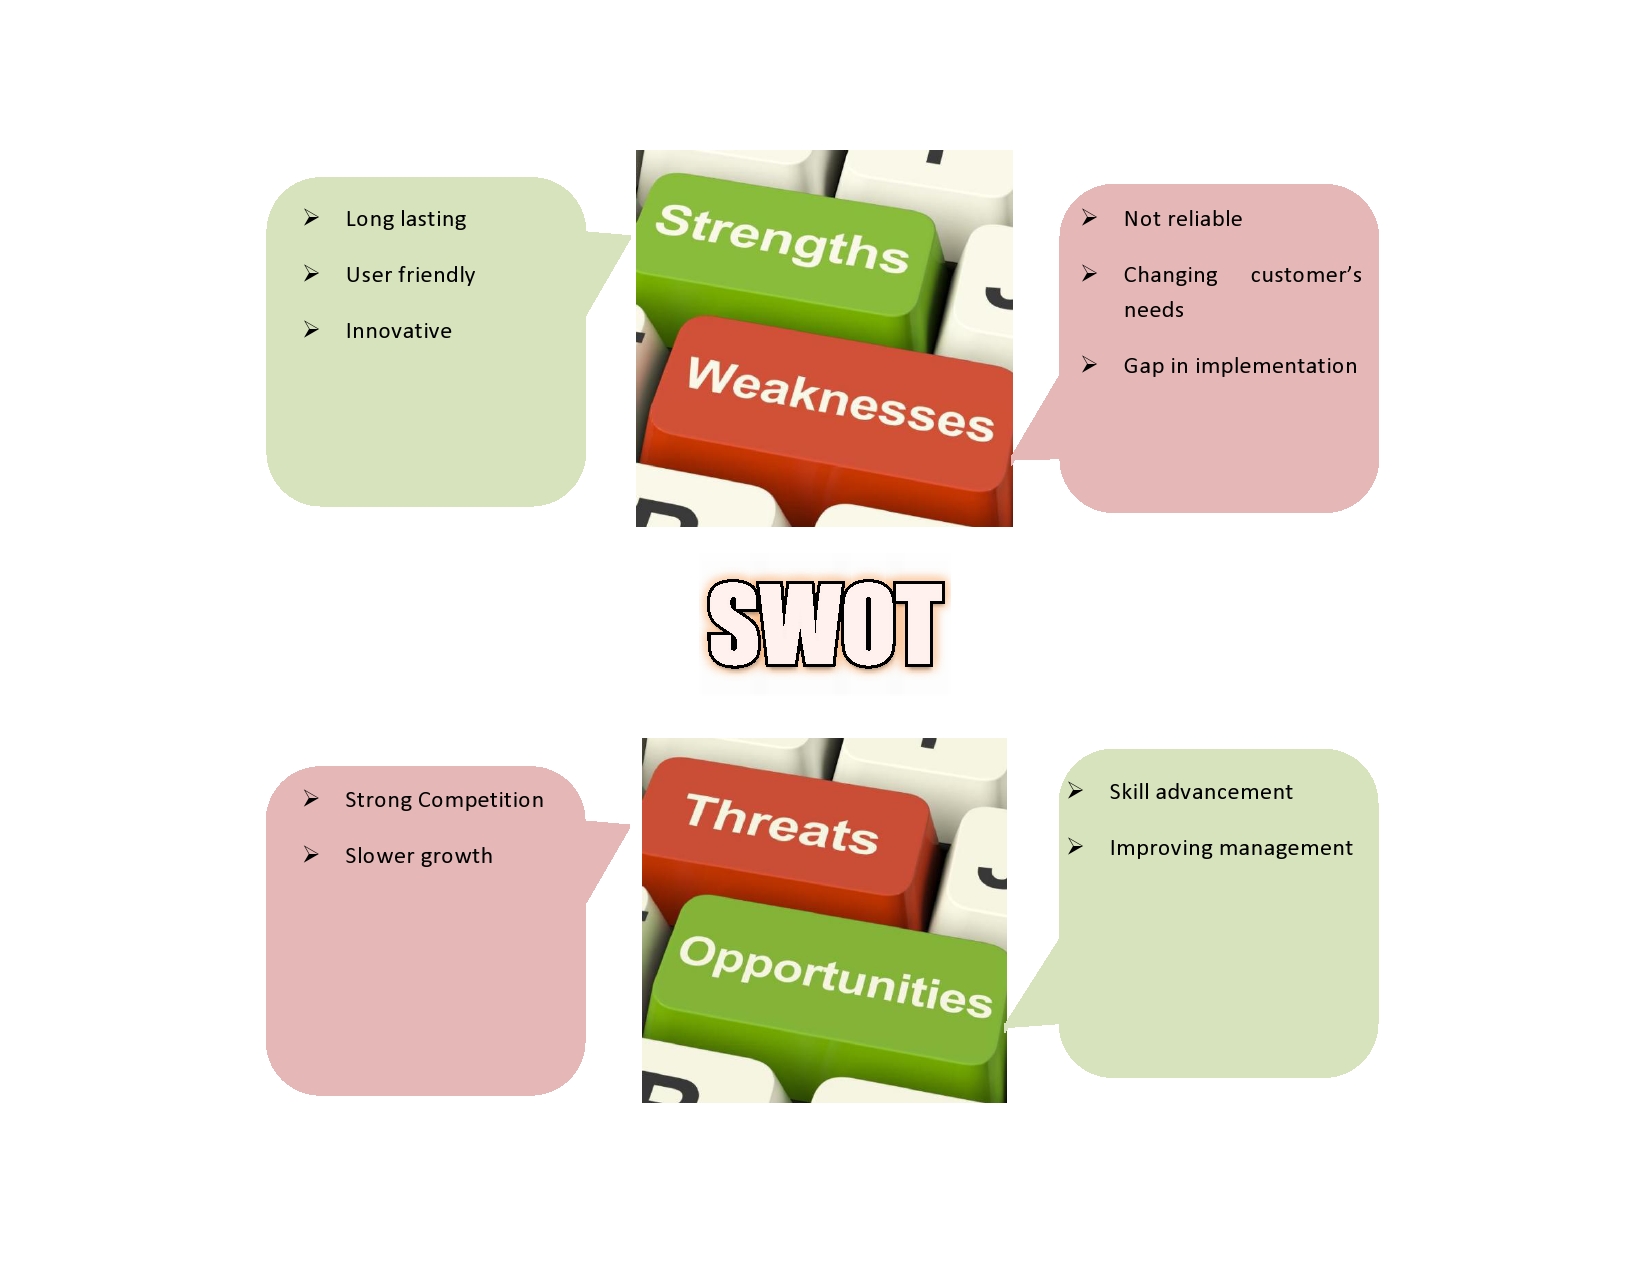 ➢ Long lasting
➢ User friendly
➢ Innovative
Strengths
Weaknesses
➢ Not reliable
➢ Changing customer's
needs
➢ Gap in implementation
SWOT
➢ Strong Competition
➢ Slower growth
Threats
Opportunities
➢ Skill advancement
➢ Improving management